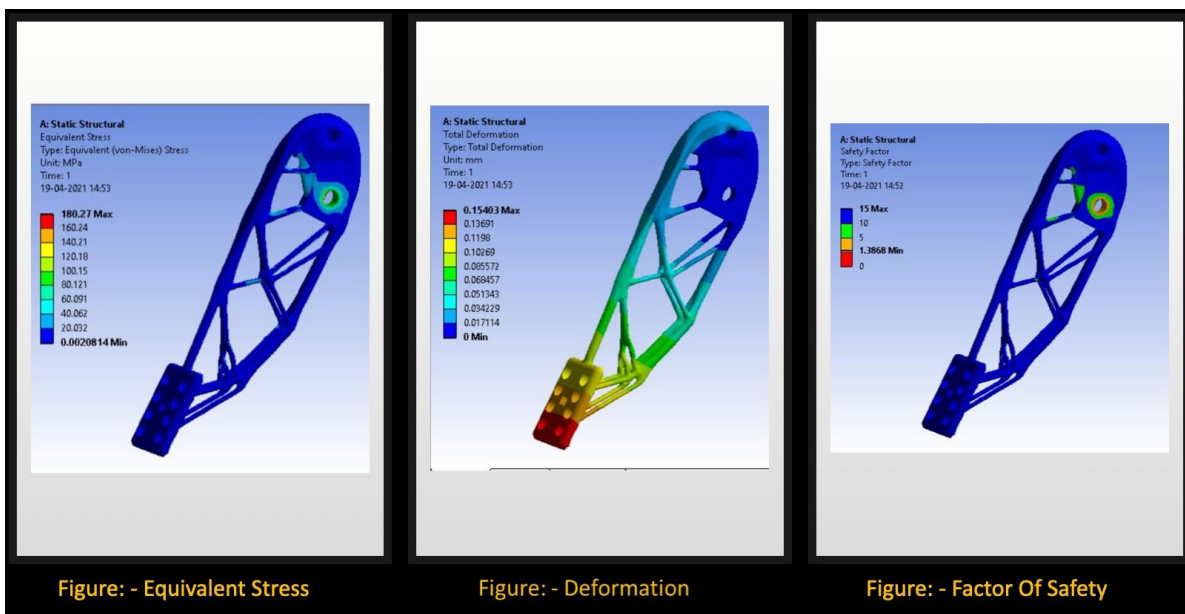 A: Static Structural
Equivalent Stress
Type: Equivalent (von-Mises) Stress
Unit: MPa
Time: 1
19-04-2021 14:53
180.27 Max
160.24
140.21
120.18
100.15
80.121
60.091
40.062
20.032
0.0020814 Min
Figure: - Equivalent Stress
A: Static Structural
Total Deformation
Type: Total Deformation
Unit: mm
Time: 1
19-04-2021 14:53
0.15403 Max
0.13691
0.1198
0.10269
0.085572
0.068457
0.051343
0.034229
0.017114
0 Min
Figure: - Deformation
A: Static Structural
Safety Factor
Type: Safety Factor
Time: 1
19-04-2021 14:52
15 Max
10
5
1.3868 Min
0
Figure: - Factor Of Safety